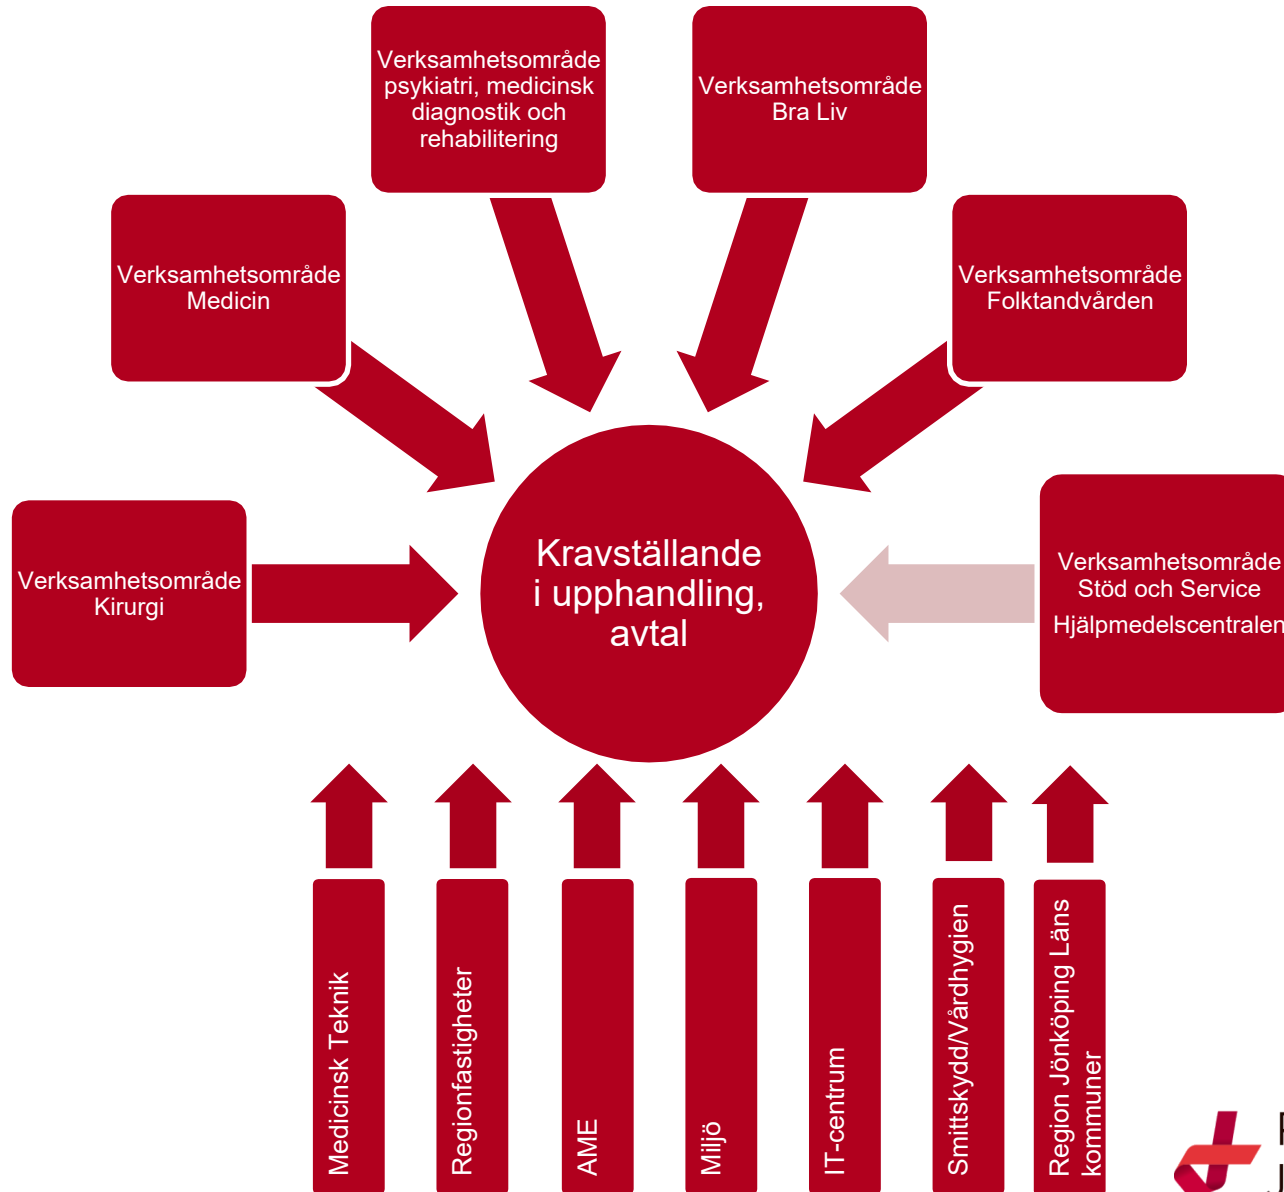 Verksamhetsområde
psykiatri, medicinsk
diagnostik och
rehabilitering
Verksamhetsområde
Bra Liv
Verksamhetsområde
Medicin
Verksamhetsområde
Folktandvården
Verksamhetsområde
Kirurgi
Kravställande
i upphandling,
avtal
Verksamhetsområde
Stöd och Service
Hjälpmedelscentralen
Medicinsk Teknik
Regionfastigheter
AME
Miljö
IT-centrum
Smittskydd/Vårdhygien
Region Jönköping Läns
kommuner